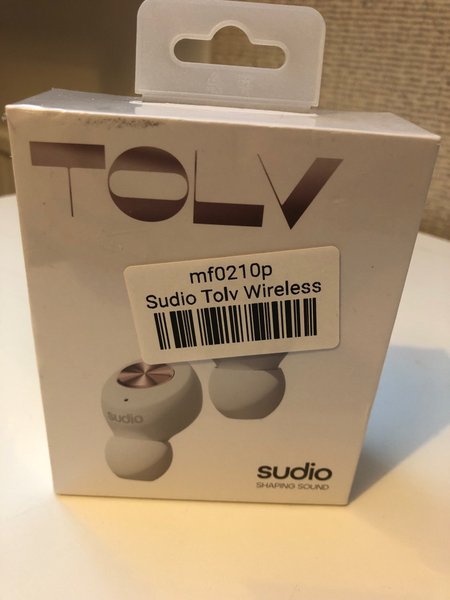 TOLV
mf0210p
Sudio Tolv Wireless
sudio
sudio
SHAPING SOUND